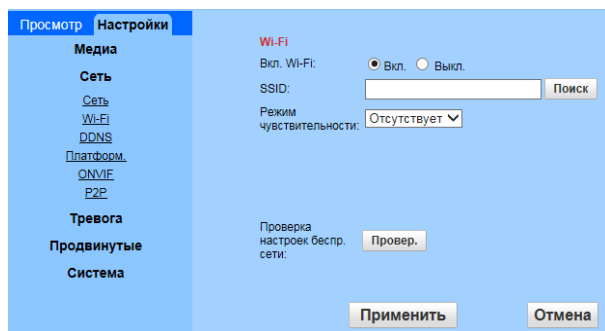 Просмотр Настройки
Медиа
Сеть
Сеть
Wi-Fi
DDNS
Платформ.
ONVIF
P2P
Тревога
Продвинутые
Система
Wi-Fi
Вкл. Wi-Fi: Вкл. Выкл.
SSID: Поиск
Режим
чувствительности: Отсутствует
Проверка
настроек беспр.
сети: Провер.
Применить Отмена